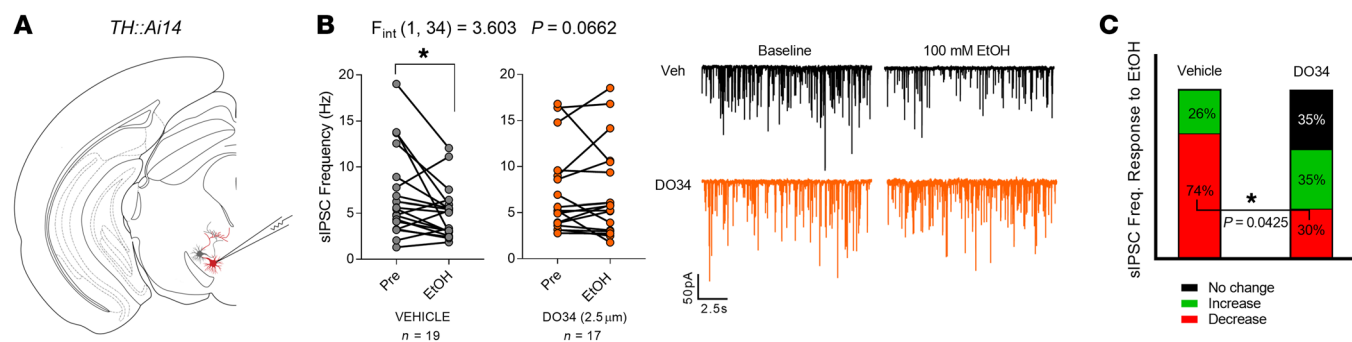 A
TH::Ai14
B
Fint (1, 34) = 3.603 P = 0.0662
*
sIPSC Frequency (Hz)
20
15
10
5
0
Pre
EtOH
VEHICLE
n = 19
20
15
10
5
0
Pre
EtOH
DO34 (2.5 μm)
n = 17
Baseline
100 mM EtOH
Veh
DO34
50pA
2.5s
C
sIPSC Freq. Response to EtOH
Vehicle
DO34
26%
74%
35%
35%
30%
*
P = 0.0425
No change
Increase
Decrease